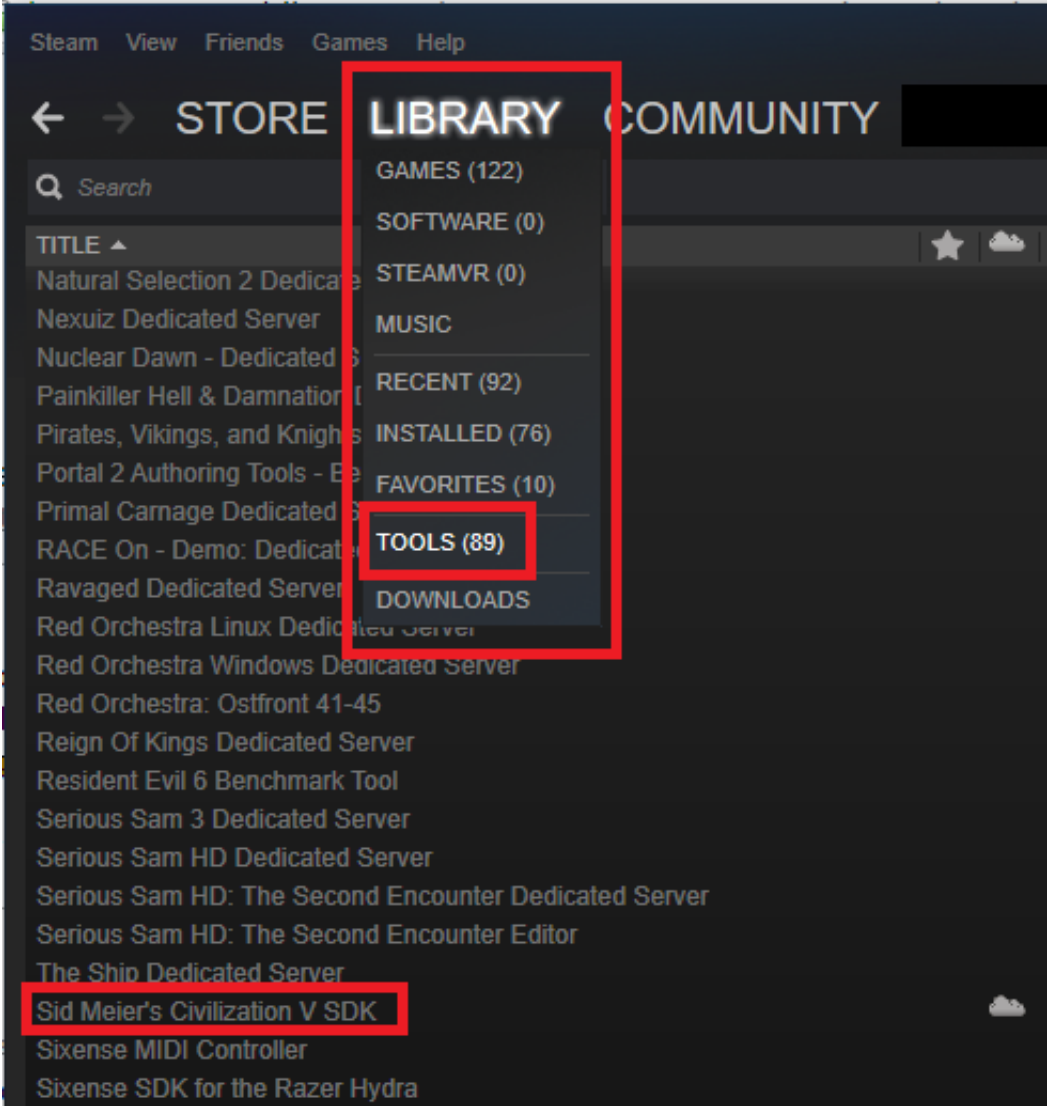 Steam View Friends Games Help
STORE LIBRARY COMMUNITY
Search
GAMES (122)
SOFTWARE (0)
STEAMVR (0)
MUSIC
RECENT (92)
INSTALLED (76)
FAVORITES (10)
TOOLS (89)
DOWNLOADS
TITLE
Natural Selection 2
Nexuiz Dedicated Server
Nuclear Dawn - Dedicated
Painkiller Hell & Damnation
Pirates, Vikings, and Knights
Portal 2 Authoring Tools -
Primal Carnage Dedicated
RACE On - Demo:
Ravaged Dedicated Server
Red Orchestra Linux Dedicated Server
Red Orchestra Windows Dedicated Server
Red Orchestra: Ostfront 41-45
Reign Of Kings Dedicated Server
Resident Evil 6 Benchmark Tool
Serious Sam 3 Dedicated Server
Serious Sam HD Dedicated Server
Serious Sam HD: The Second Encounter Dedicated Server
Serious Sam HD: The Second Encounter Editor
The Ship Dedicated Server
Sid Meier's Civilization V SDK
Sixense MIDI Controller
Sixense SDK for the Razer Hydra